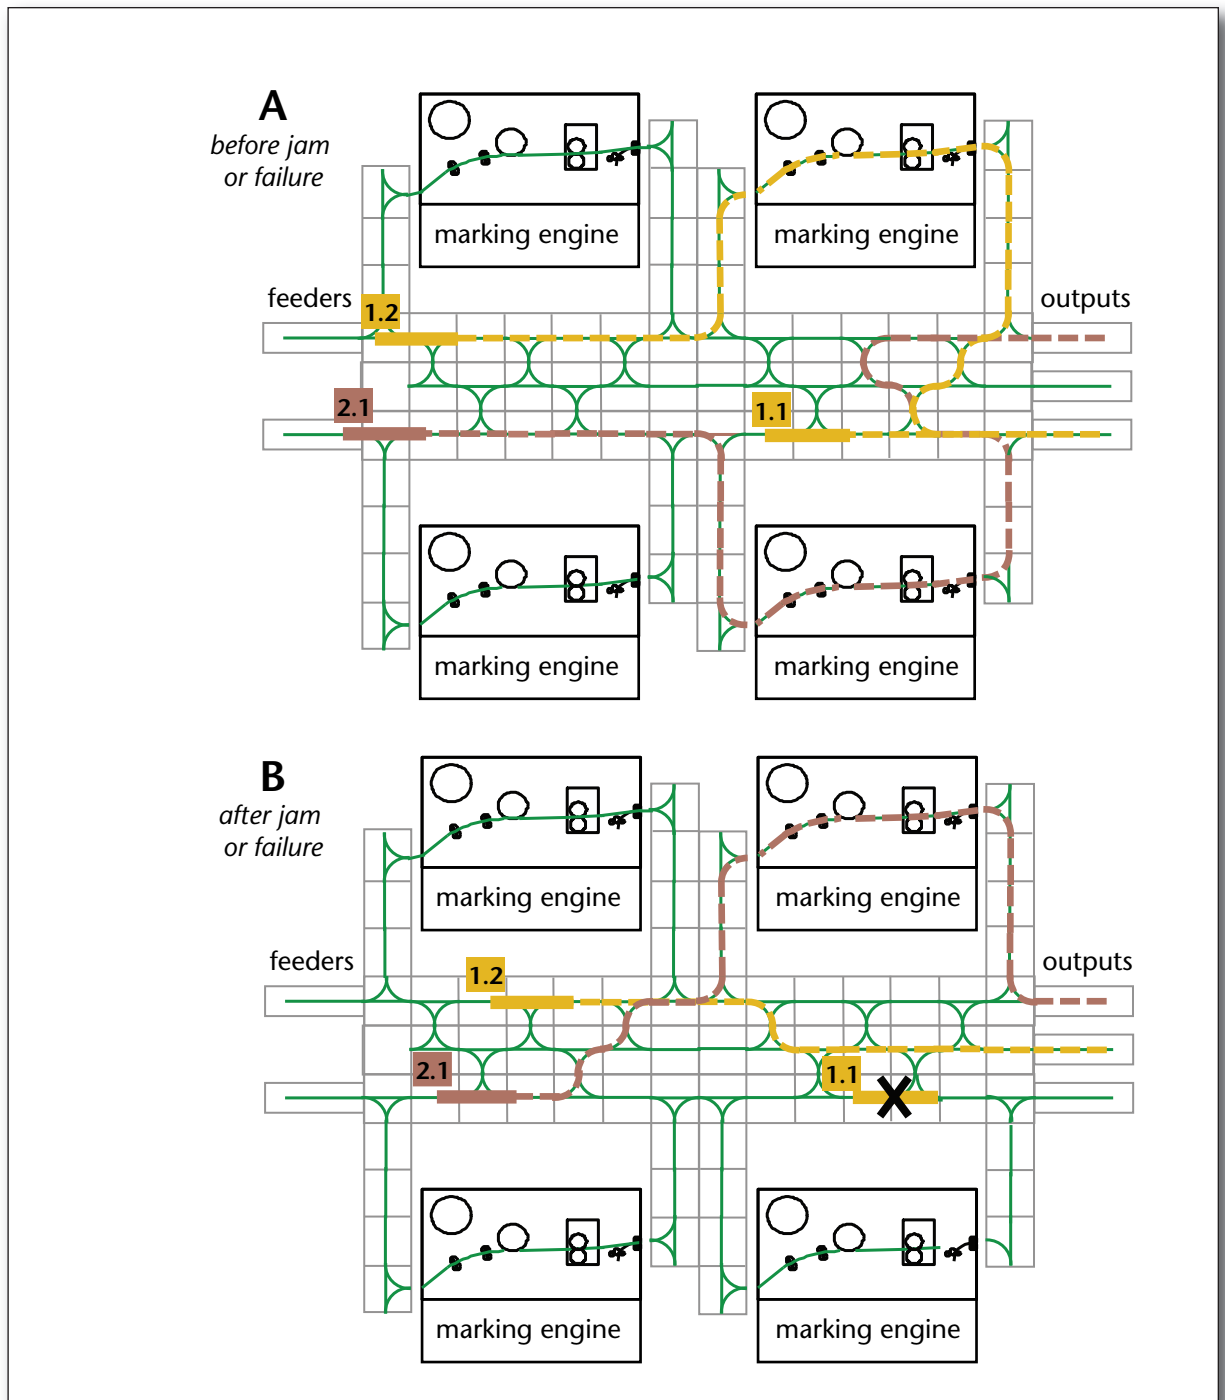 A
before jam
or failure
marking engine
marking engine
feeders
1.2
outputs
2.1
1.1
marking engine
marking engine
B
after jam
or failure
marking engine
marking engine
feeders
1.2
outputs
2.1
1.1
marking engine
marking engine